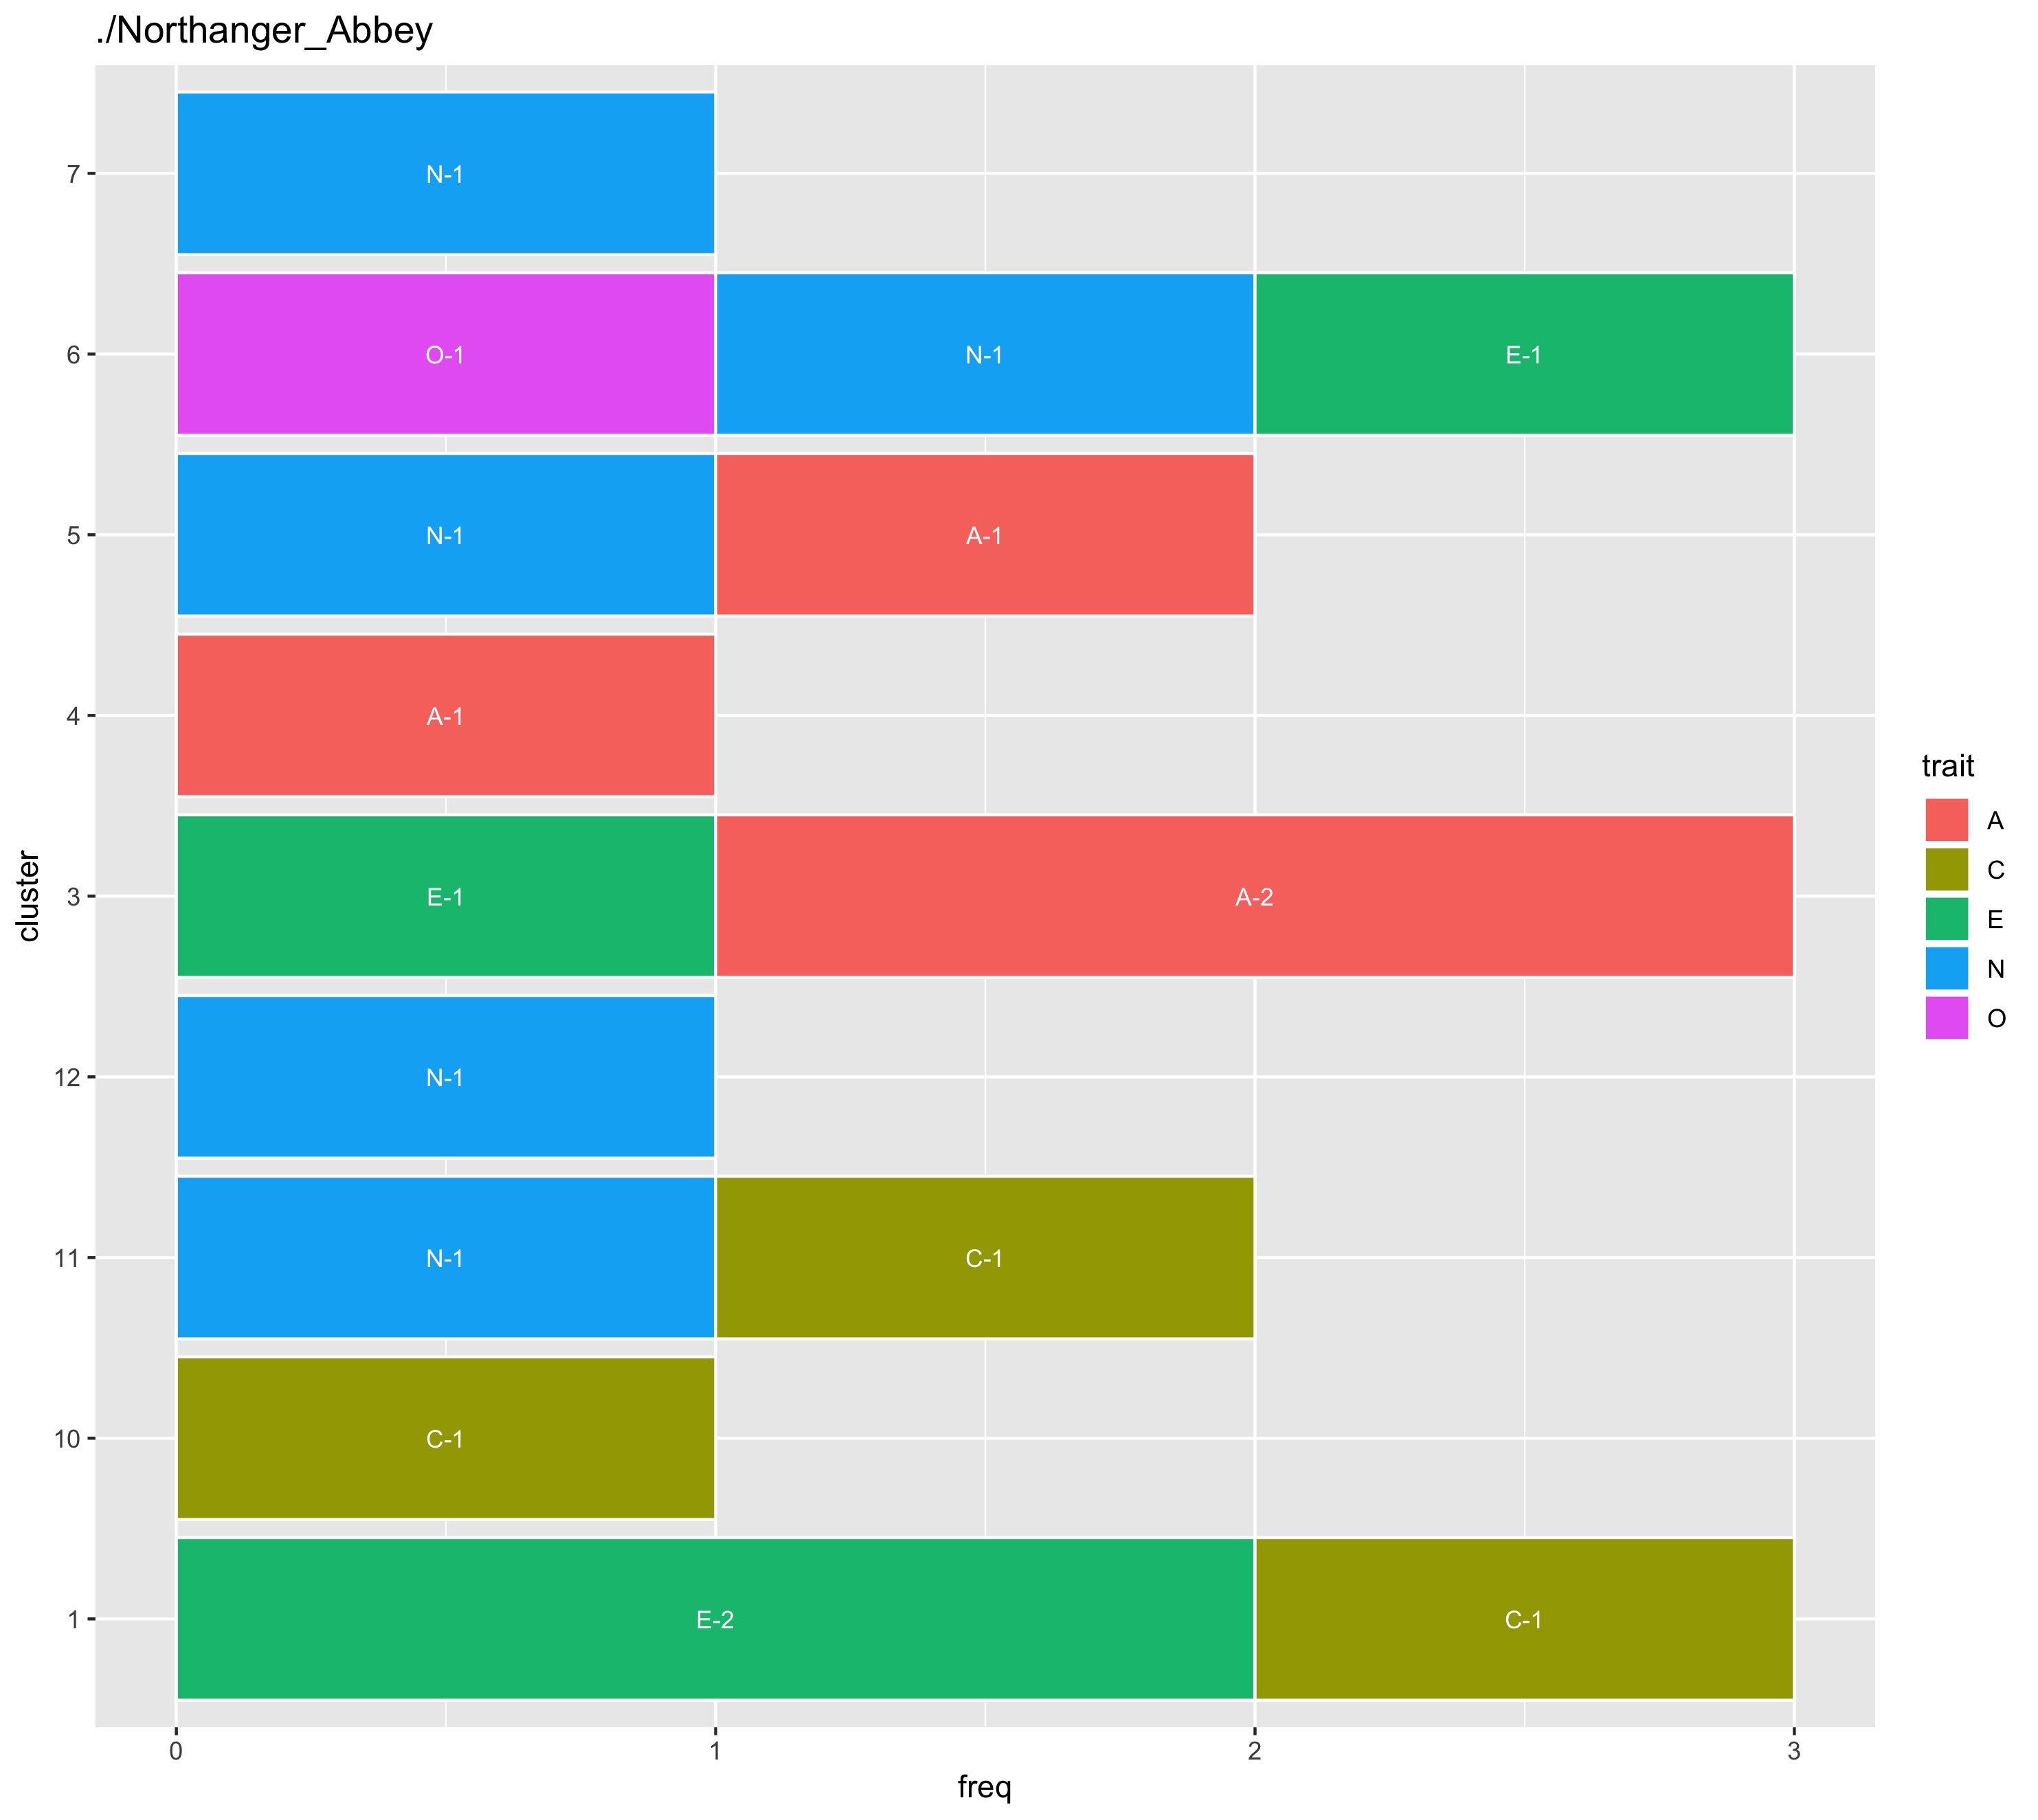 ./Northanger_Abbey
cluster
7
N-1
6
O-1 N-1 E-1
5
N-1 A-1
4
A-1
3
E-1 A-2
12
N-1
11
N-1 C-1
10
C-1
1
E-2 C-1
0 1 2 3
freq
trait
A
C
E
N
O